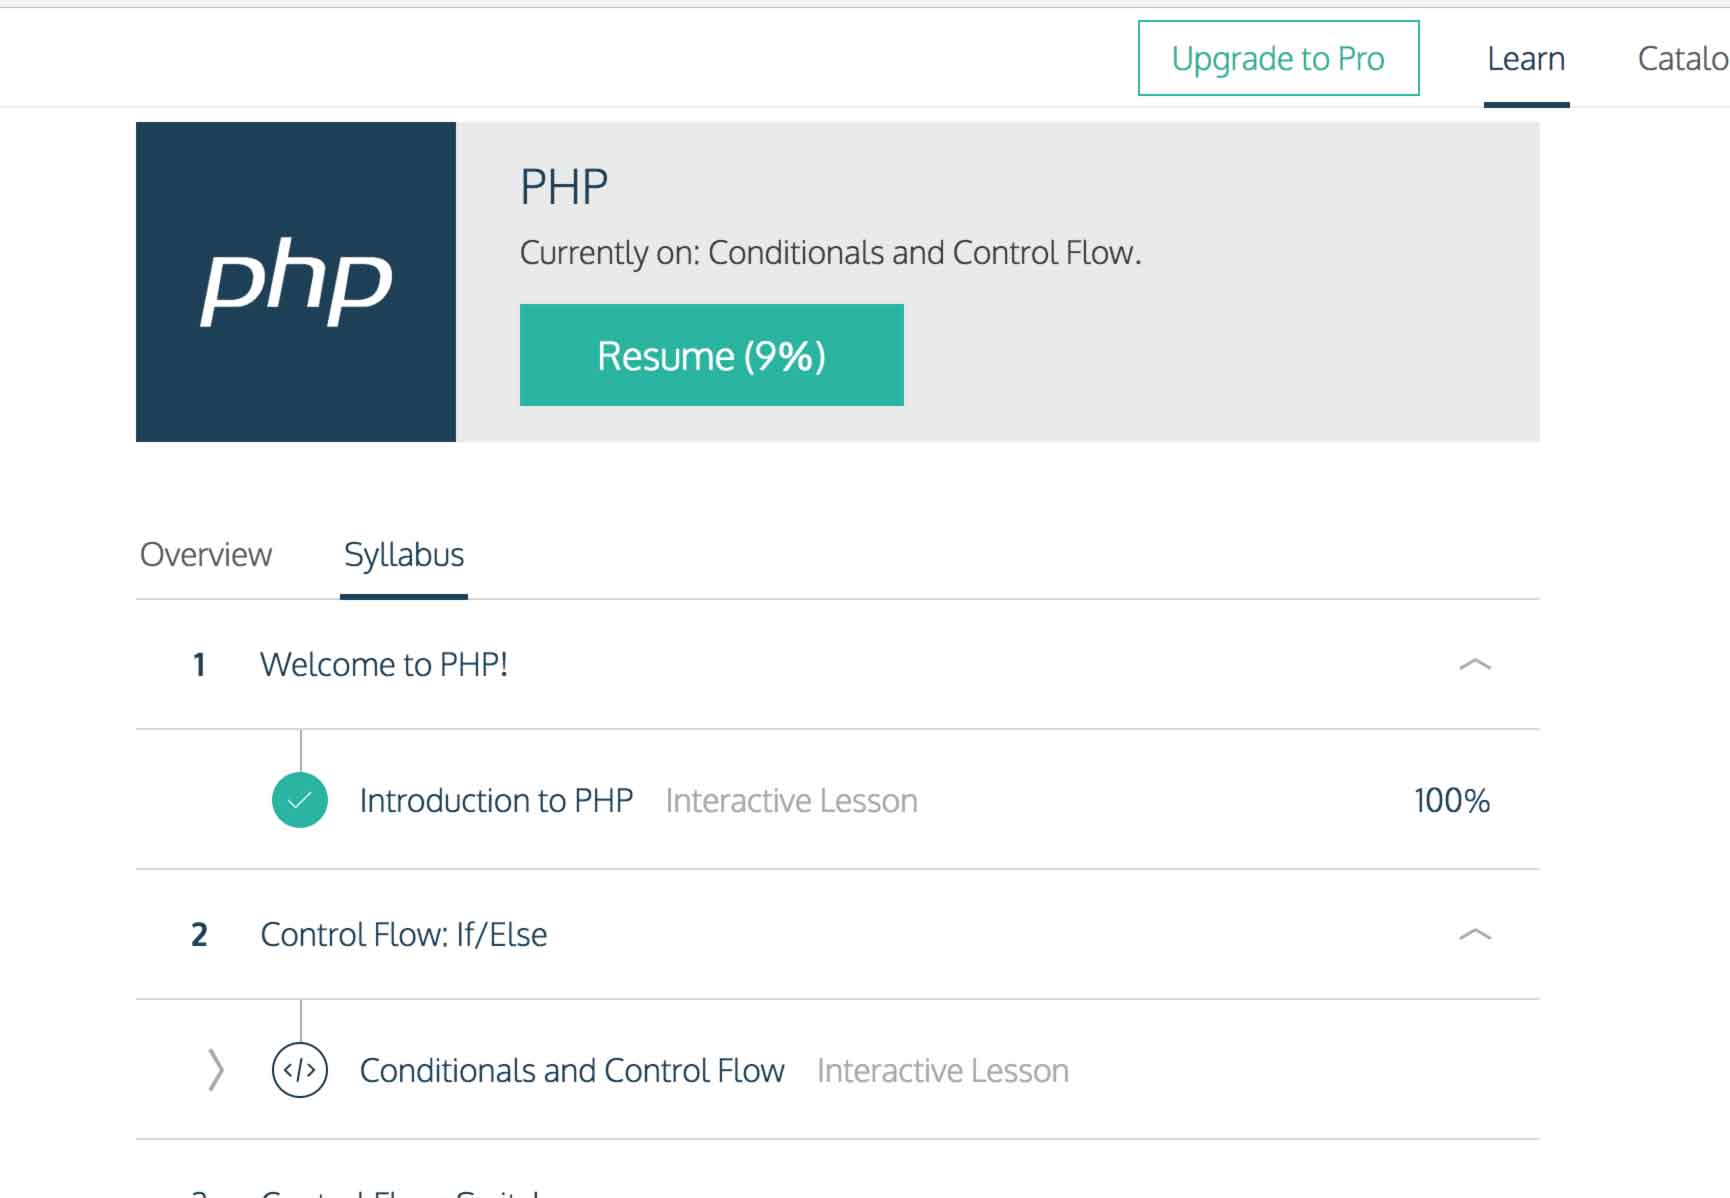 Upgrade to Pro Learn Catalo
php
PHP
Currently on: Conditionals and Control Flow.
Resume (9%)
Overview Syllabus
1 Welcome to PHP!
Introduction to PHP Interactive Lesson 100%
2 Control Flow: If/Else
</> Conditionals and Control Flow Interactive Lesson